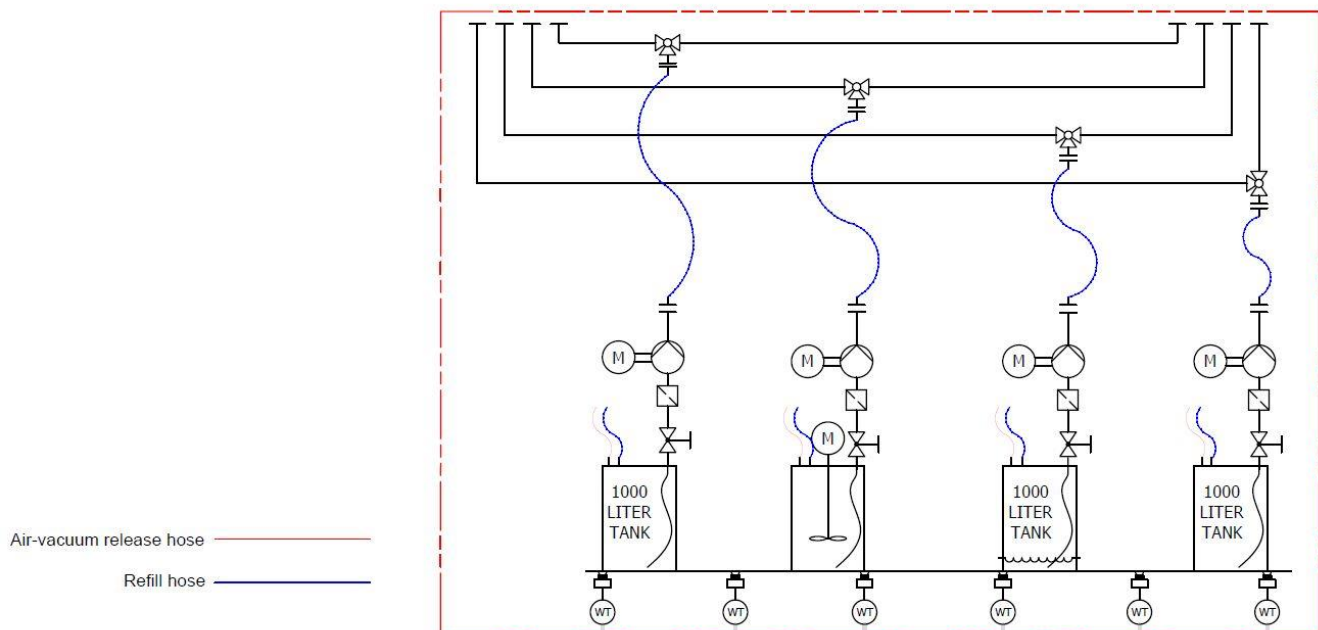 M
M
M
M
M
1000
LITER
TANK
1000
LITER
TANK
1000
LITER
TANK
Air-vacuum release hose
Refill hose
WT
WT
WT
WT
WT
WT